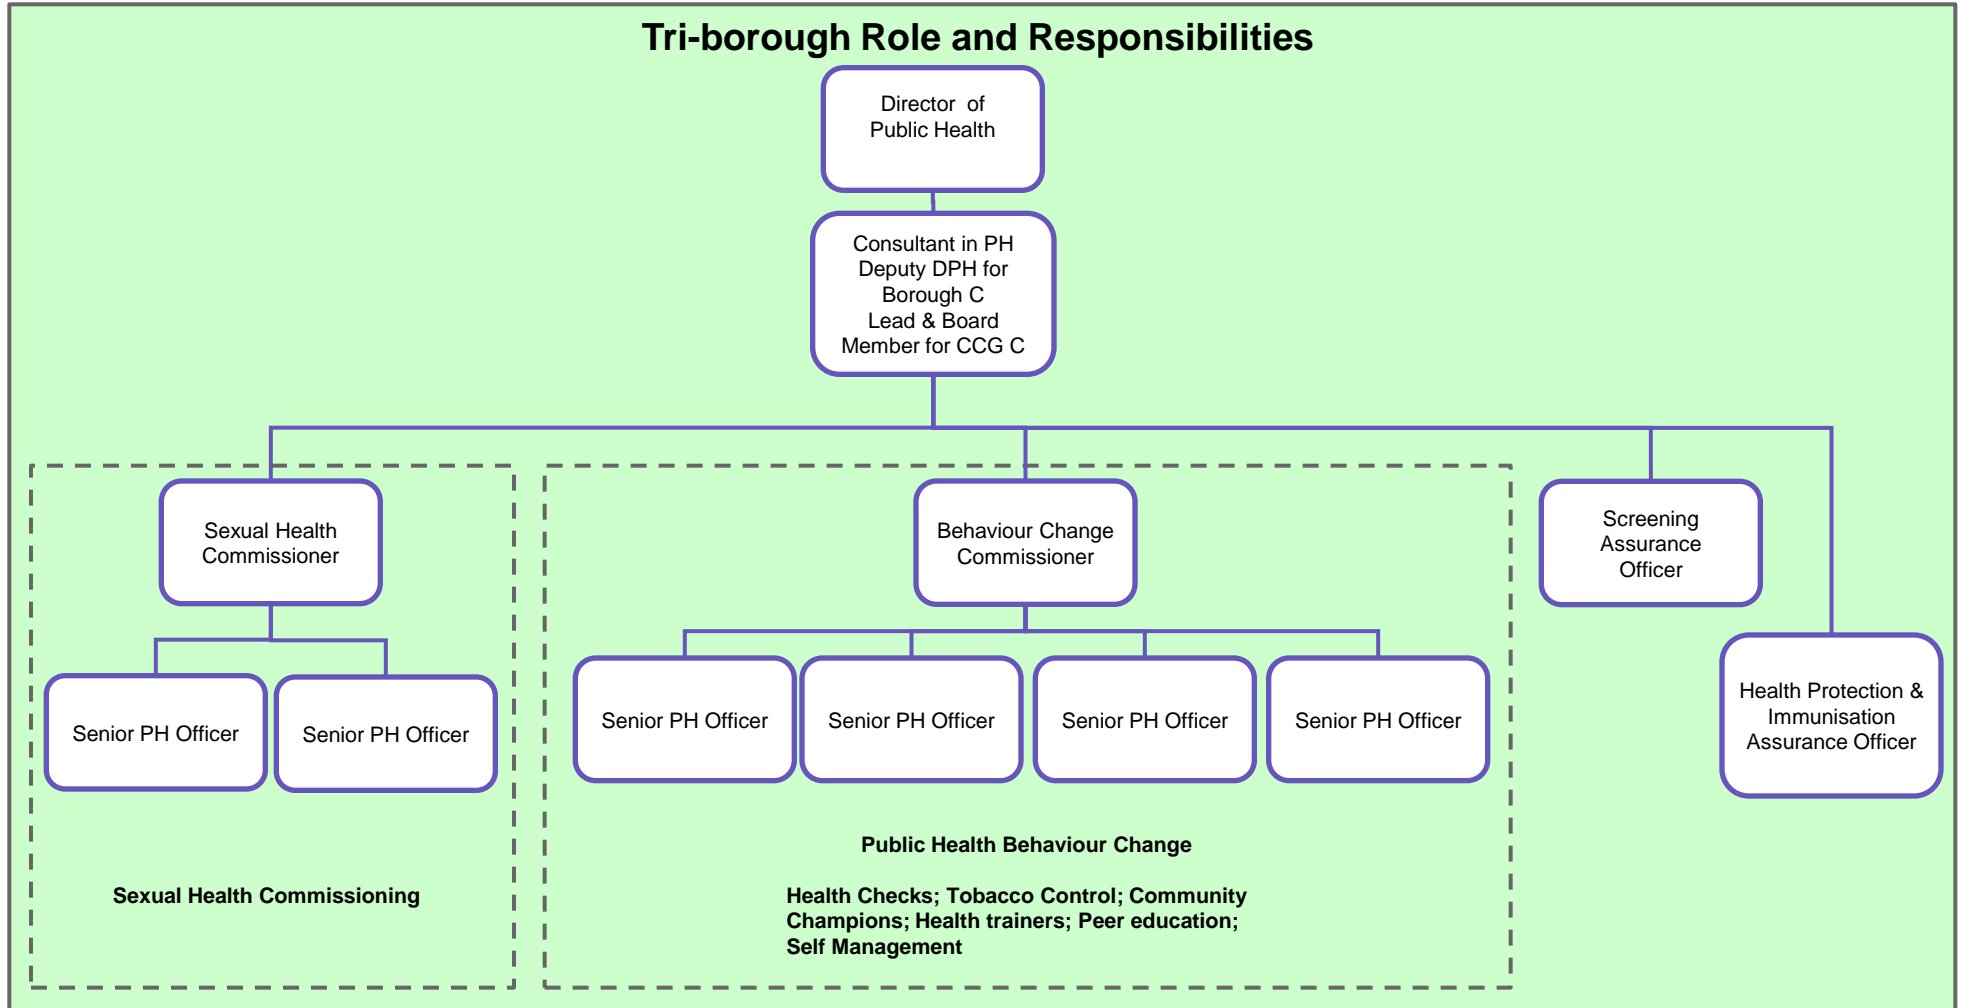 Tri-borough Role and Responsibilities
Director of
Public Health
Consultant in PH
Deputy DPH for
Borough C
Lead & Board
Member for CCG C
Sexual Health
Commissioner
Behaviour Change
Commissioner
Screening
Assurance
Officer
Health Protection &
Immunisation
Assurance Officer
Senior PH Officer
Senior PH Officer
Senior PH Officer
Senior PH Officer
Senior PH Officer
Senior PH Officer
Sexual Health Commissioning
Public Health Behaviour Change
Health Checks; Tobacco Control; Community
Champions; Health trainers; Peer education;
Self Management